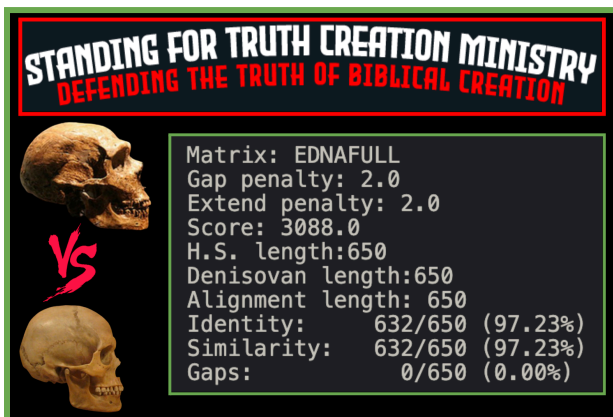 STANDING FOR TRUTH CREATION MINISTRY
DEFENDING THE TRUTH OF BIBLICAL CREATION
VS
Matrix: EDNAFULL
Gap penalty: 2.0
Extend penalty: 2.0
Score: 3088.0
H.S. length:650
Denisovan length:650
Alignment length: 650
Identity: 632/650 (97.23%)
Similarity: 632/650 (97.23%)
Gaps: 0/650 (0.00%)